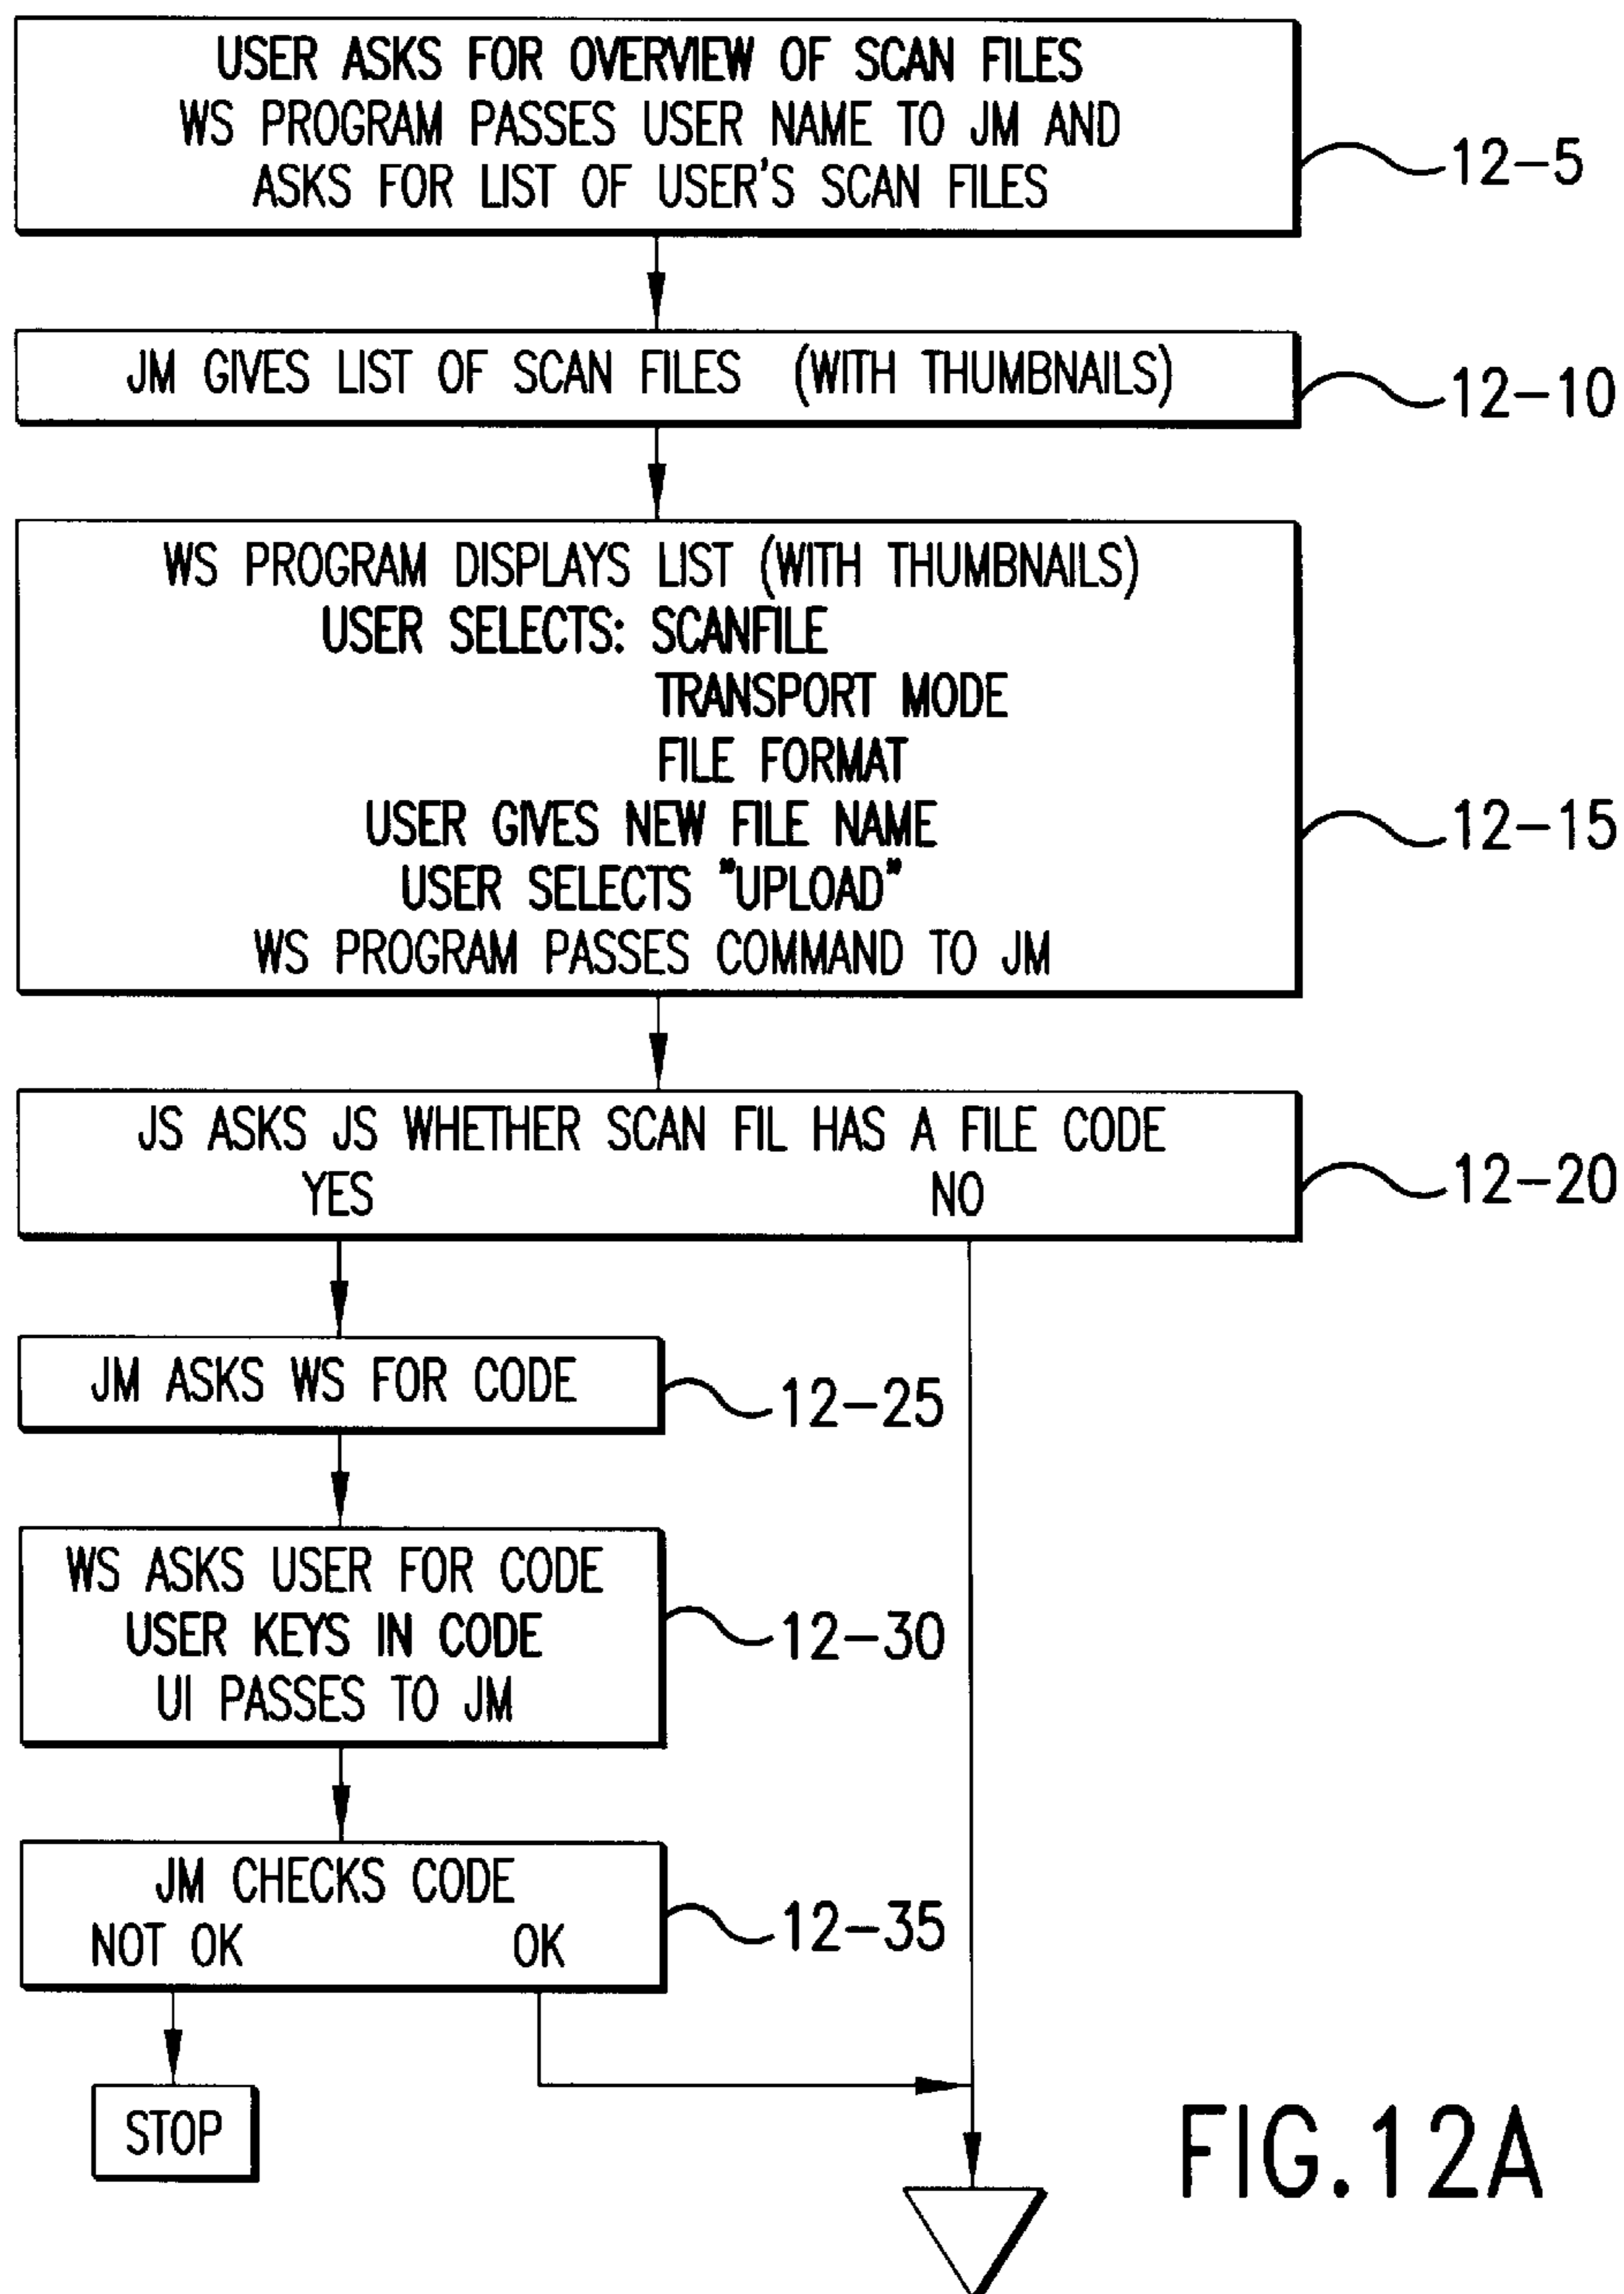 USER ASKS FOR OVERVIEW OF SCAN FILES
WS PROGRAM PASSES USER NAME TO JM AND
ASKS FOR LIST OF USER'S SCAN FILES
12-5
JM GIVES LIST OF SCAN FILES (WITH THUMBNAILS)
12-10
WS PROGRAM DISPLAYS LIST (WITH THUMBNAILS)
USER SELECTS: SCANFILE
TRANSPORT MODE
FILE FORMAT
USER GIVES NEW FILE NAME
USER SELECTS "UPLOAD"
WS PROGRAM PASSES COMMAND TO JM
12-15
JS ASKS JS WHETHER SCAN FIL HAS A FILE CODE
YES NO
12-20
JM ASKS WS FOR CODE
12-25
WS ASKS USER FOR CODE
USER KEYS IN CODE
UI PASSES TO JM
12-30
JM CHECKS CODE
NOT OK OK
12-35
STOP
FIG.12A